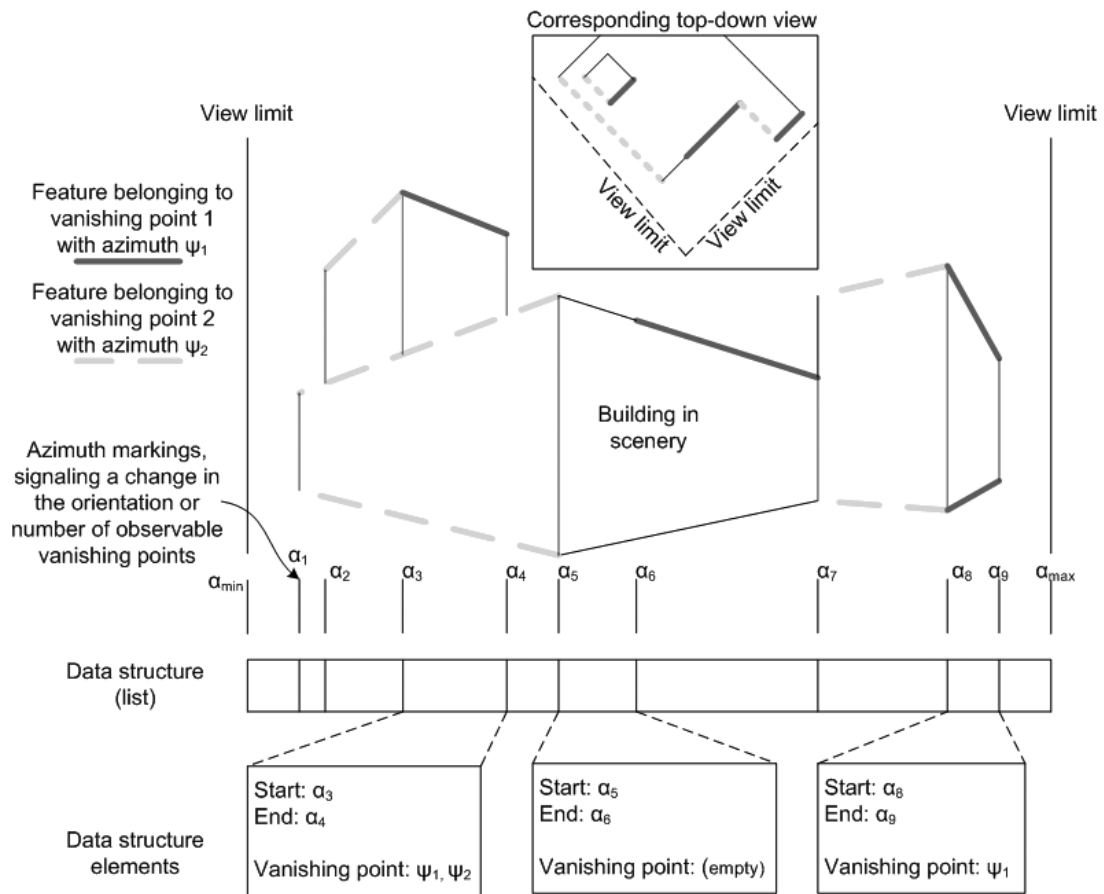 Corresponding top-down view
View limit
View limit
View limit
View limit
Feature belonging to
vanishing point 1
with azimuth ψ₁
Feature belonging to
vanishing point 2
with azimuth ψ₂
Building in
scenery
Azimuth markings,
signaling a change in
the orientation or
number of observable
vanishing points
αmin
α₁
α₂
α₃
α₄
α₅
α₆
α₇
α₈
α₉
αmax
Data structure
(list)
Data structure
elements
Start: α₃
End: α₄
Vanishing point: ψ₁, ψ₂
Start: α₅
End: α₆
Vanishing point: (empty)
Start: α₈
End: α₉
Vanishing point: ψ₁